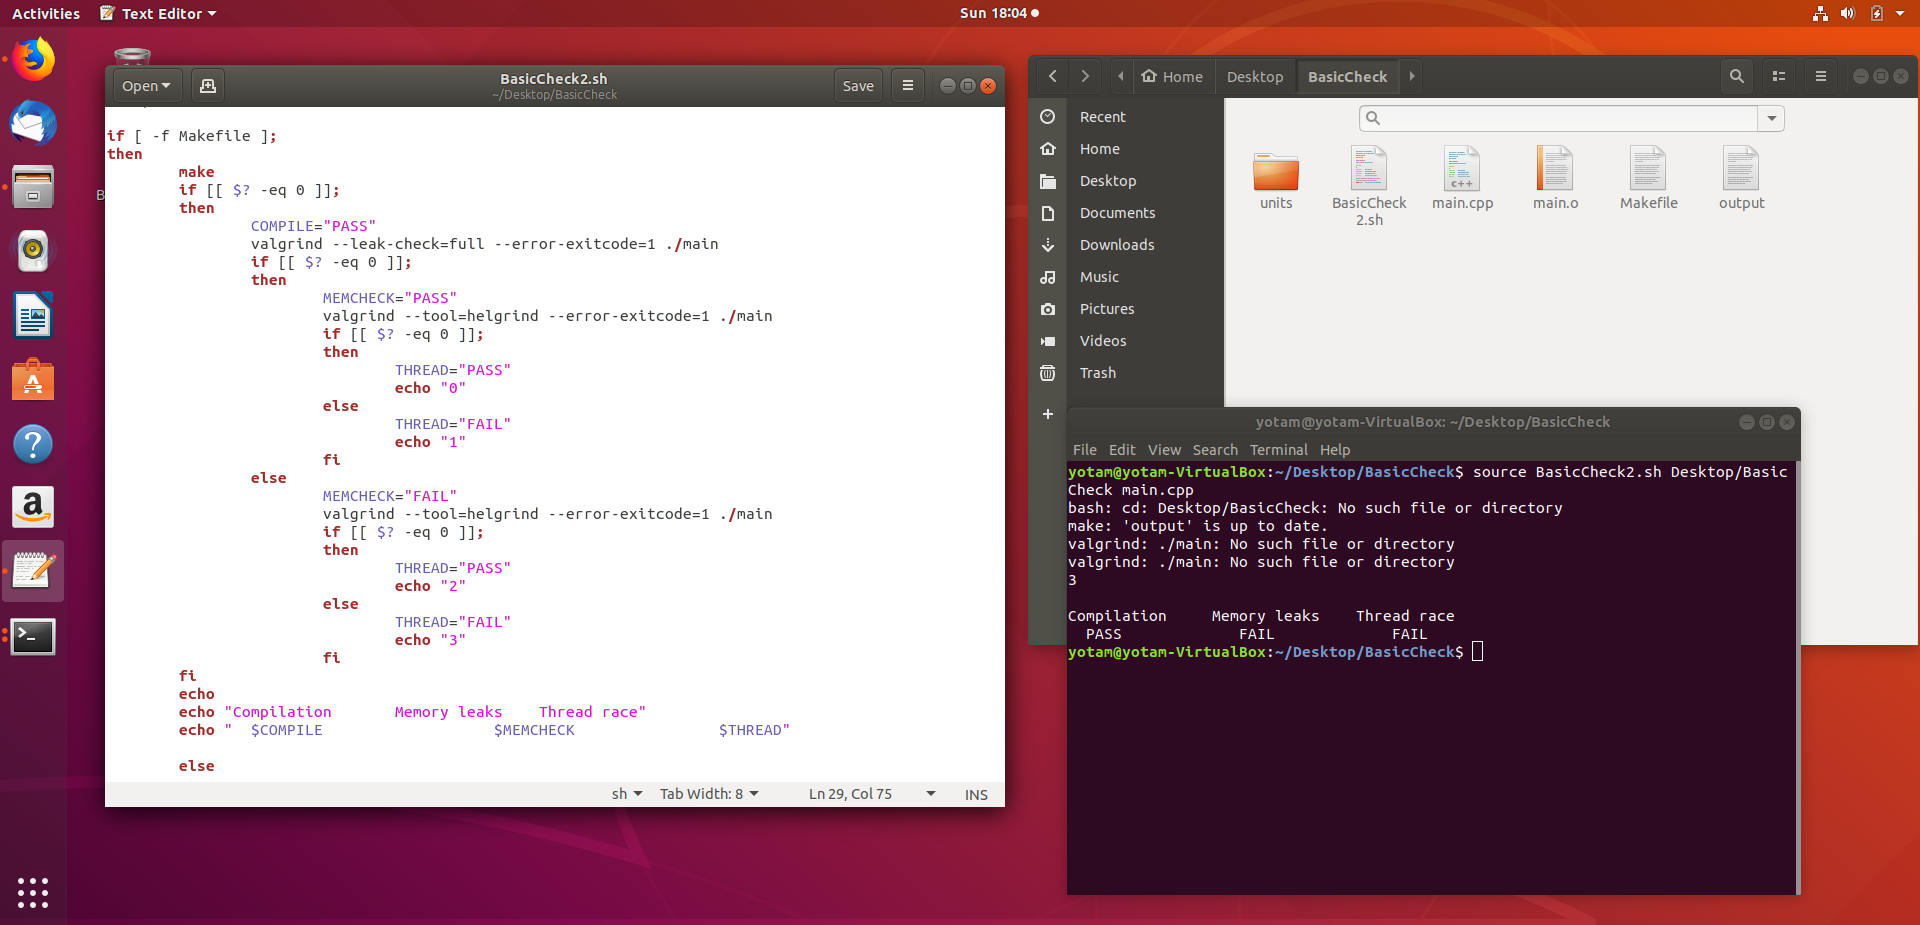 Activities
Text Editor
Sun 18:04
Open
BasicCheck2.sh
~/Desktop/BasicCheck
Save
if [ -f Makefile ];
then
make
if [[ $? -eq 0 ]];
then
COMPILE="PASS"
valgrind --leak-check=full --error-exitcode=1 ./main
if [[ $? -eq 0 ]];
then
MEMCHECK="PASS"
valgrind --tool=helgrind --error-exitcode=1 ./main
if [[ $? -eq 0 ]];
then
THREAD="PASS"
echo "0"
else
THREAD="FAIL"
echo "1"
fi
else
MEMCHECK="FAIL"
valgrind --tool=helgrind --error-exitcode=1 ./main
if [[ $? -eq 0 ]];
then
THREAD="PASS"
echo "2"
else
THREAD="FAIL"
echo "3"
fi
fi
echo
echo "Compilation       Memory leaks    Thread race"
echo "  $COMPILE                   $MEMCHECK                $THREAD"
else
sh
Tab Width: 8
Ln 29, Col 75
INS
B
Home
Desktop
BasicCheck
Recent
Home
Desktop
Documents
Downloads
Music
Pictures
Videos
Trash
units
BasicCheck
2.sh
c++
main.cpp
main.o
Makefile
output
yotam@yotam-VirtualBox: ~/Desktop/BasicCheck
File Edit View Search Terminal Help
yotam@yotam-VirtualBox:~/Desktop/BasicCheck$ source BasicCheck2.sh Desktop/Basic
Check main.cpp
bash: cd: Desktop/BasicCheck: No such file or directory
make: 'output' is up to date.
valgrind: ./main: No such file or directory
valgrind: ./main: No such file or directory
3
Compilation     Memory leaks    Thread race
PASS             FAIL             FAIL
yotam@yotam-VirtualBox:~/Desktop/BasicCheck$